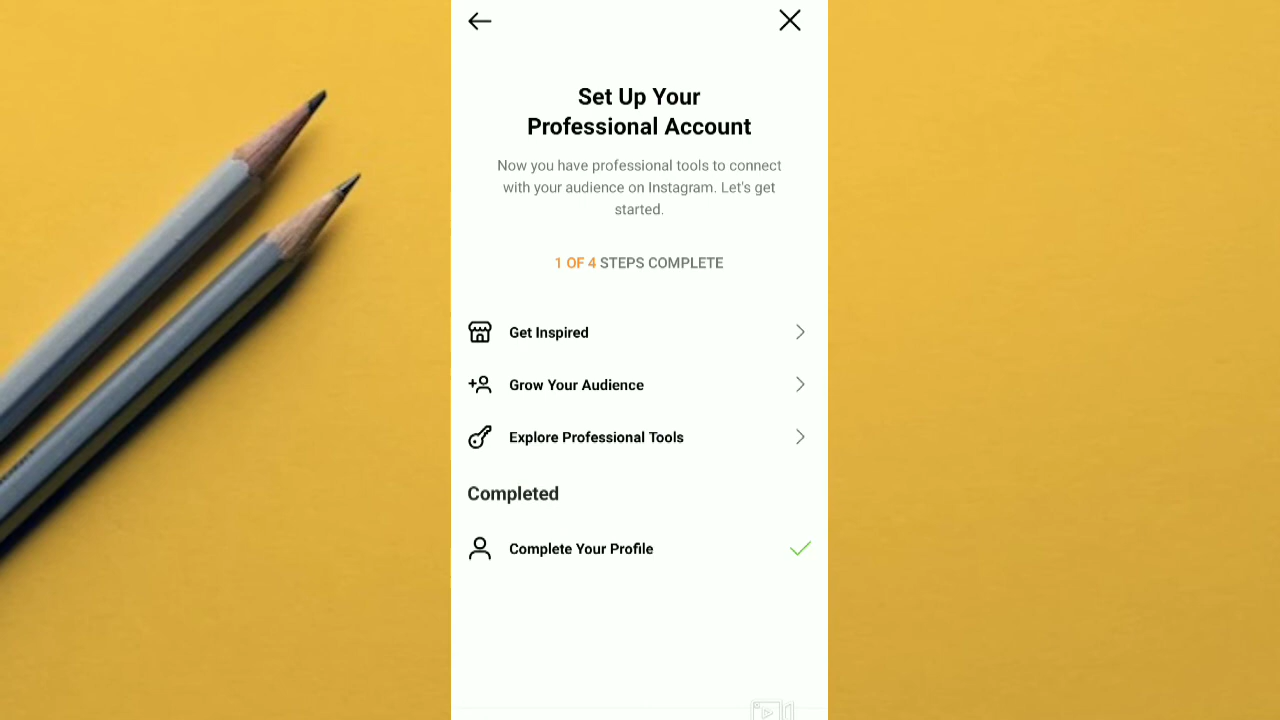 Set Up Your
Professional Account
Now you have professional tools to connect
with your audience on Instagram. Let's get
started.
1 OF 4 STEPS COMPLETE
Get Inspired
Grow Your Audience
Explore Professional Tools
Completed
Complete Your Profile